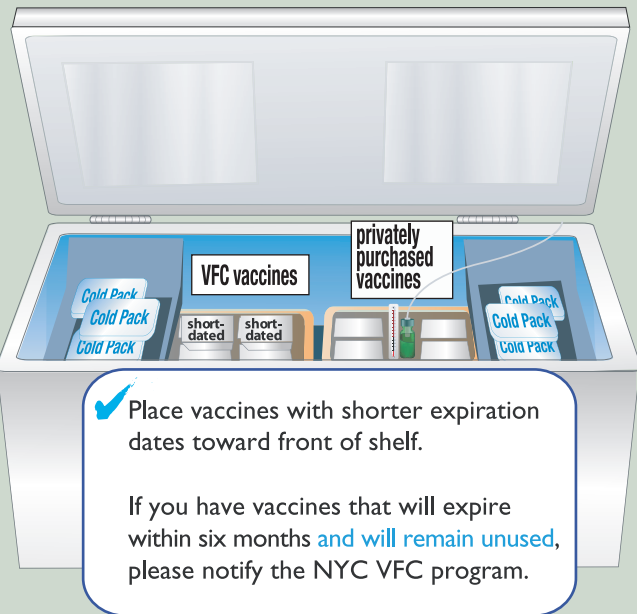 VFC vaccines
privately
purchased
vaccines
Cold Pack
Cold Pack
Cold Pack
short-
dated
short-
dated
Cold Pack
Cold Pack
Cold Pack
Place vaccines with shorter expiration
dates toward front of shelf.
If you have vaccines that will expire
within six months and will remain unused,
please notify the NYC VFC program.